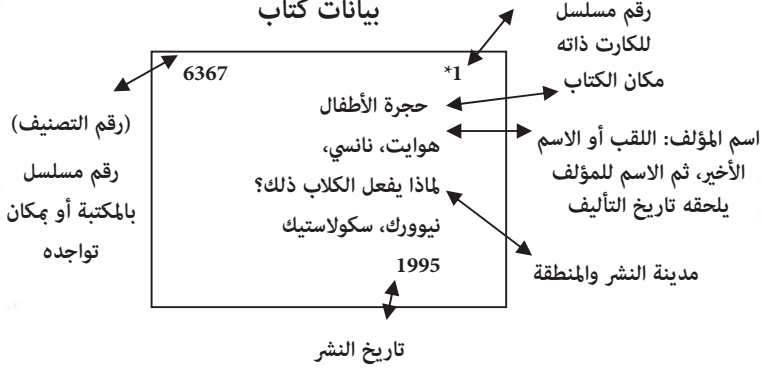 بيانات كتاب
رقم مسلسل
للكارت ذاته
مكان الكتاب
اسم المؤلف: اللقب أو الاسم
الأخير، ثم الاسم للمؤلف
يلحقه تاريخ التأليف
مدينة النشر والمنطقة
*1
6367
حجرة الأطفال
هوايت، نانسي،
لماذا يفعل الكلاب ذلك؟
نيوورك، سكولاستيك
1995
(رقم التصنيف)
رقم مسلسل
بالمكتبة أو بمكان
تواجده
تاريخ النشر